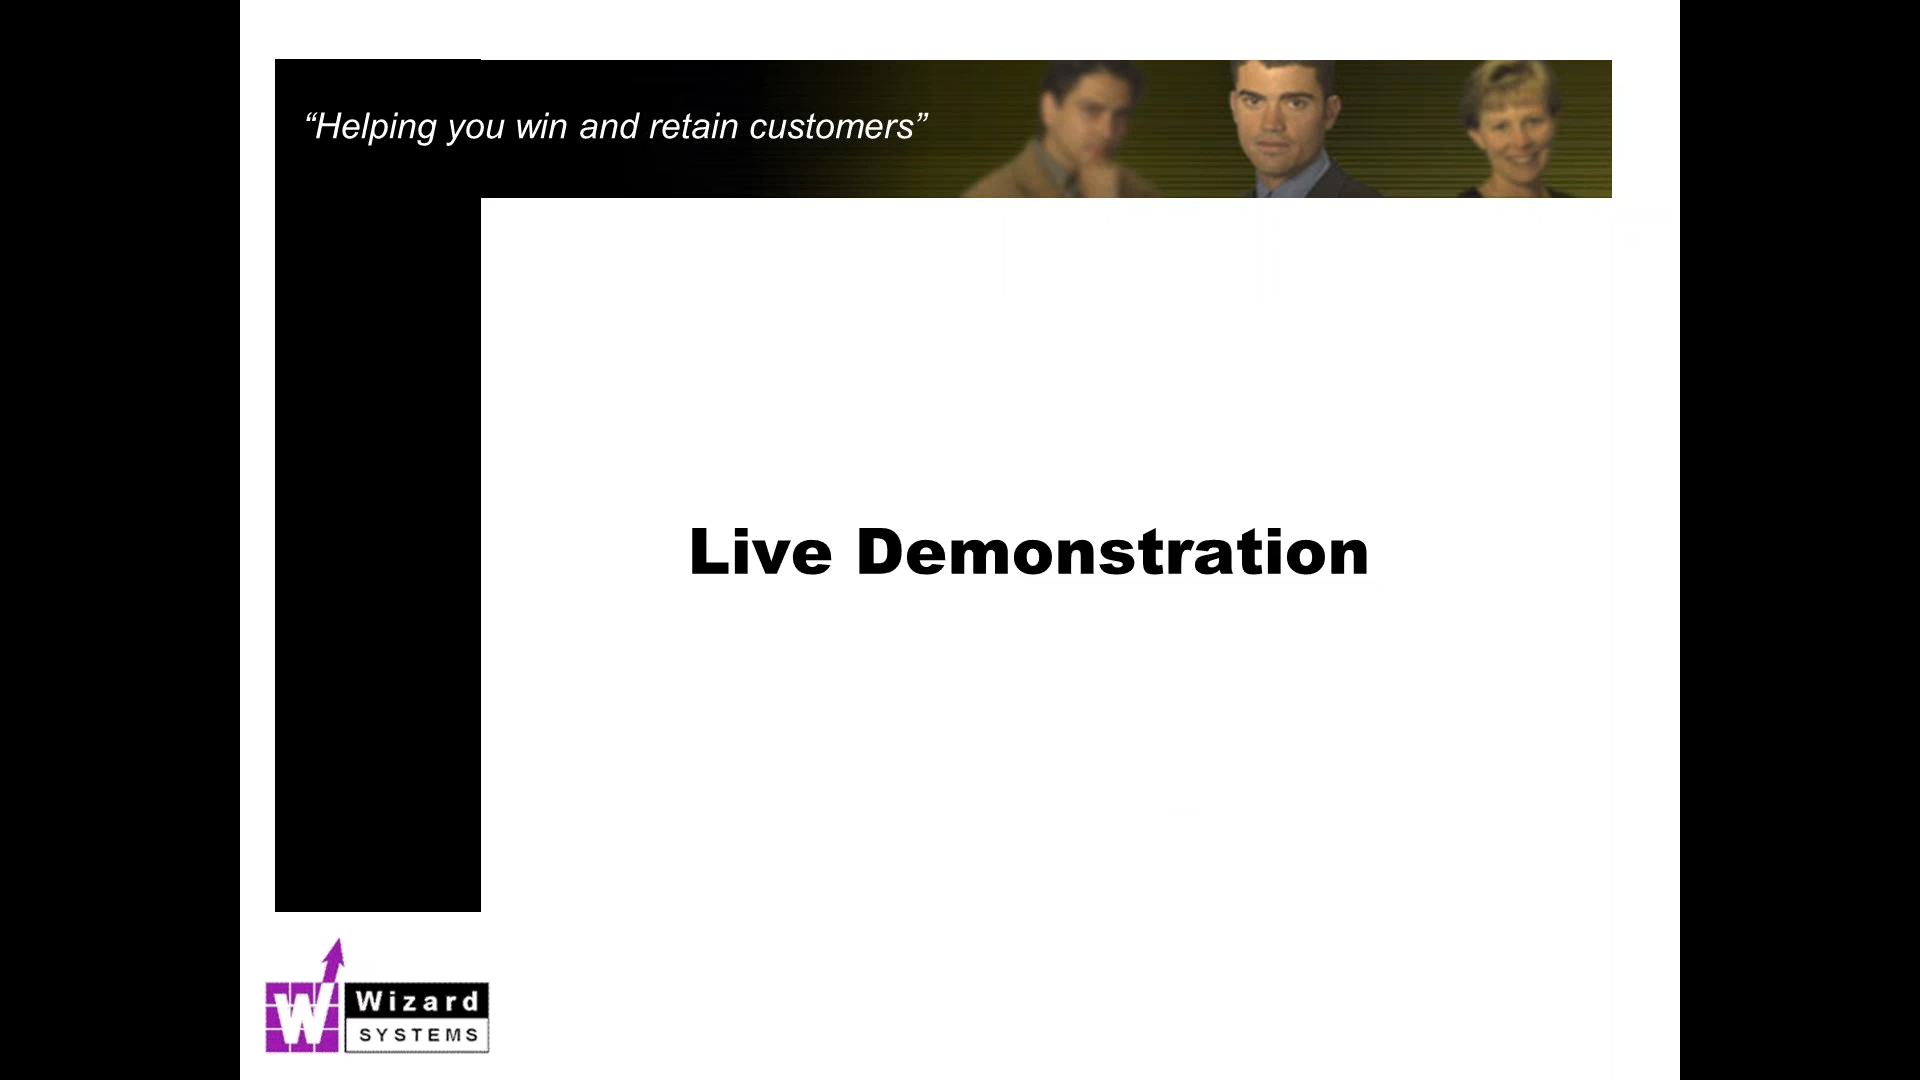 “Helping you win and retain customers”
Live Demonstration
W
Wizard
SYSTEMS